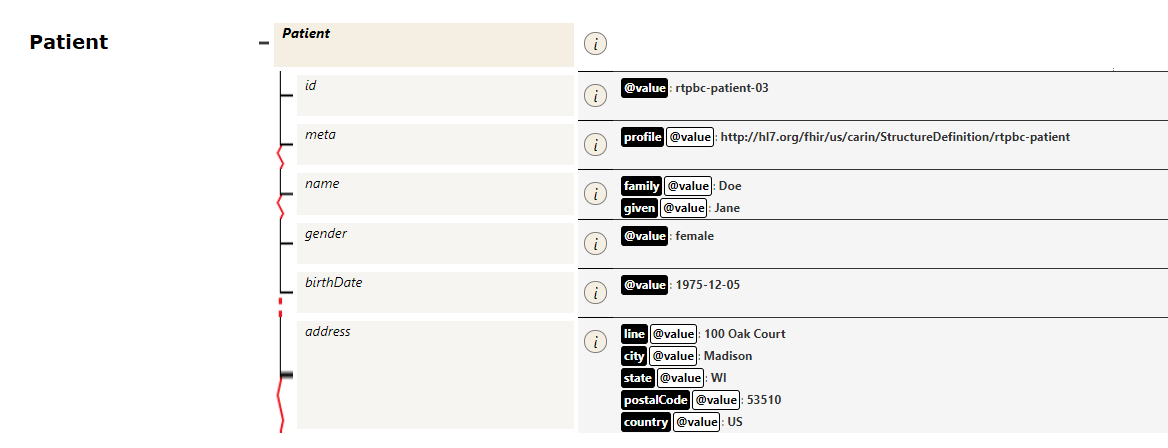 Patient
Patient
i
id
i
@value: rtpbc-patient-03
meta
i
profile @value: http://hl7.org/fhir/us/carin/StructureDefinition/rtpbc-patient
name
i
family @value: Doe
given @value: Jane
gender
i
@value: female
birthDate
i
@value: 1975-12-05
address
i
line @value: 100 Oak Court
city @value: Madison
state @value: WI
postalCode @value: 53510
country @value: US